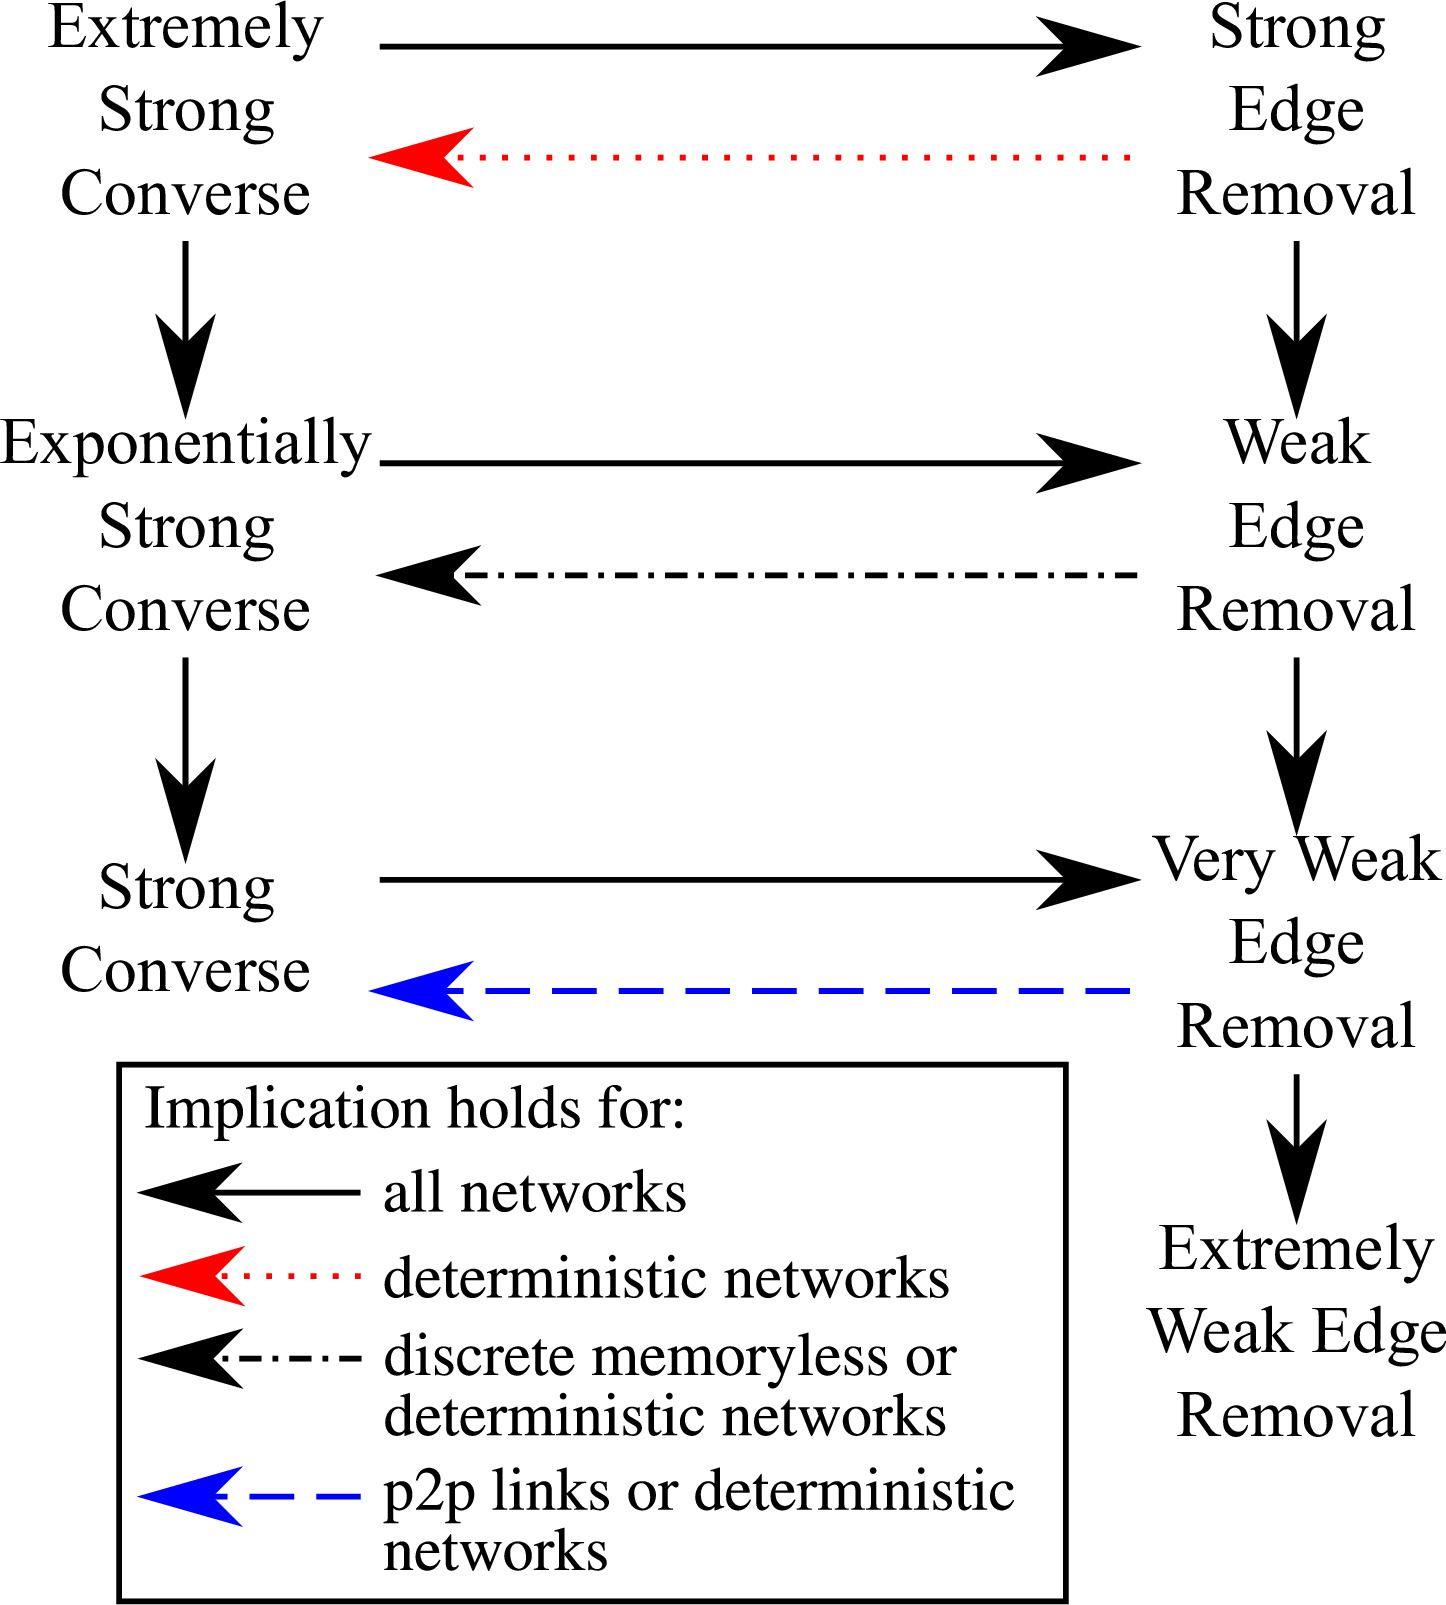 Extremely
Strong
Converse
Strong
Edge
Removal
Exponentially
Strong
Converse
Weak
Edge
Removal
Strong
Converse
Very Weak
Edge
Removal
Extremely
Weak Edge
Removal
Implication holds for:
all networks
deterministic networks
discrete memoryless or
deterministic networks
p2p links or deterministic
networks